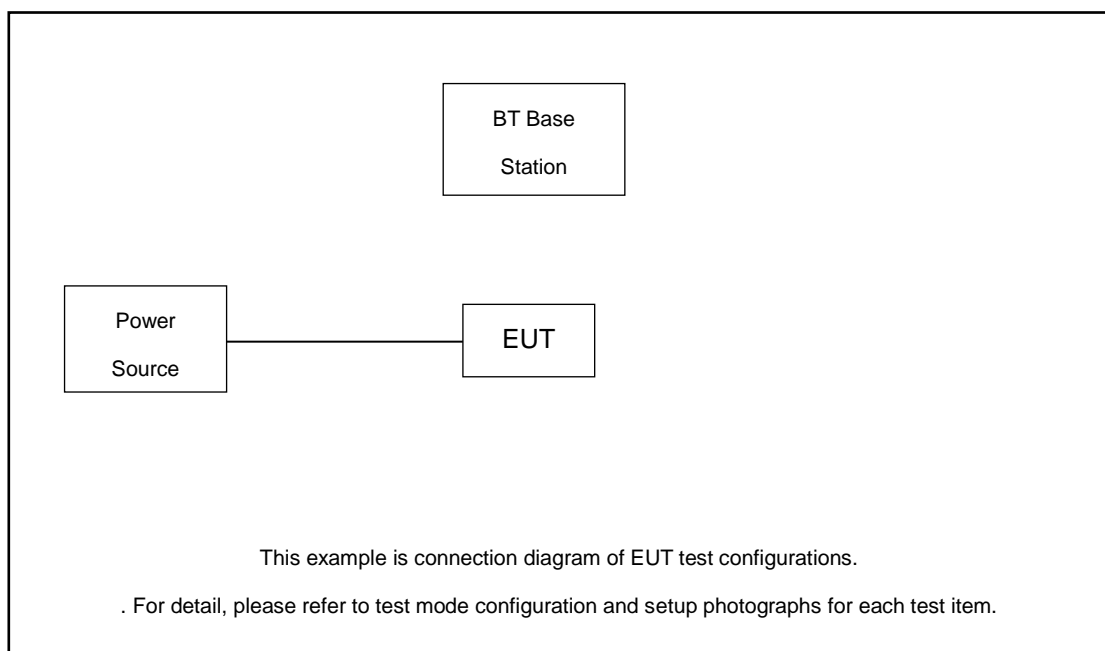 BT Base
Station
Power
Source
EUT
This example is connection diagram of EUT test configurations.
. For detail, please refer to test mode configuration and setup photographs for each test item.